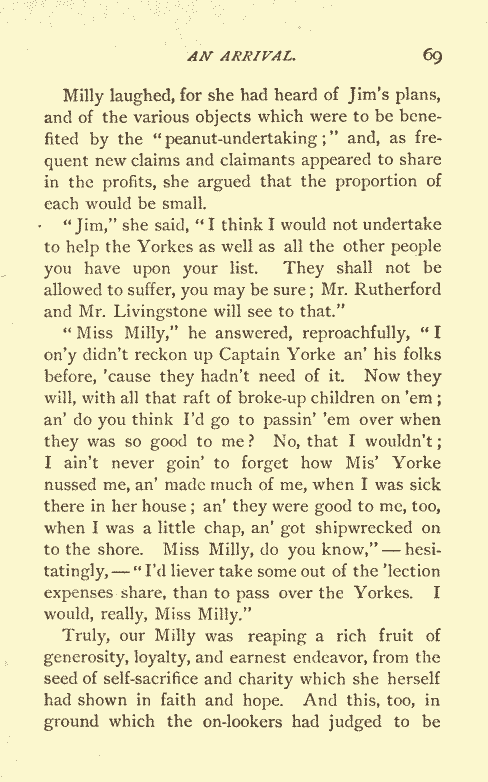 AN ARRIVAL. 69
Milly laughed, for she had heard of Jim's plans,
and of the various objects which were to be bene-
fited by the "peanut-undertaking;" and, as fre-
quent new claims and claimants appeared to share
in the profits, she argued that the proportion of
each would be small.
"Jim," she said, "I think I would not undertake
to help the Yorkes as well as all the other people
you have upon your list. They shall not be
allowed to suffer, you may be sure; Mr. Rutherford
and Mr. Livingstone will see to that."
"Miss Milly," he answered, reproachfully, "I
on'y didn't reckon up Captain Yorke an' his folks
before, 'cause they hadn't need of it. Now they
will, with all that raft of broke-up children on 'em;
an' do you think I'd go to passin' 'em over when
they was so good to me? No, that I wouldn't;
I ain't never goin' to forget how Mis' Yorke
nussed me, an' made much of me, when I was sick
there in her house; an' they were good to me, too,
when I was a little chap, an' got shipwrecked on
to the shore. Miss Milly, do you know,"—hesi-
tatingly,—"I'd liever take some out of the 'lection
expenses share, than to pass over the Yorkes. I
would, really, Miss Milly."
Truly, our Milly was reaping a rich fruit of
generosity, loyalty, and earnest endeavor, from the
seed of self-sacrifice and charity which she herself
had shown in faith and hope. And this, too, in
ground which the on-lookers had judged to be